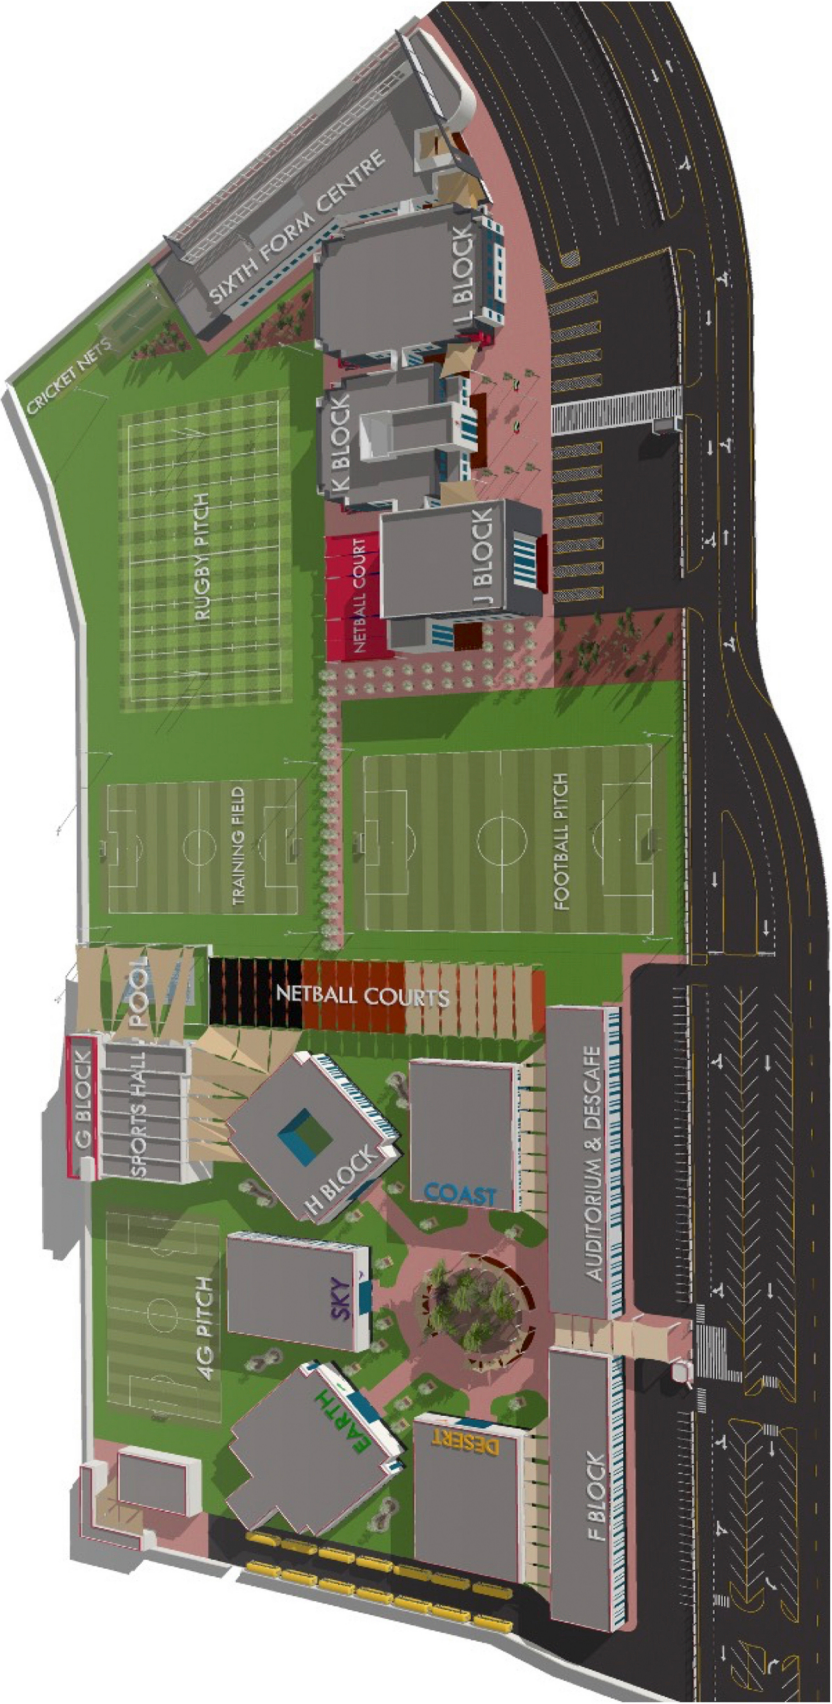 SIXTH FORM CENTRE
L BLOCK
CRICKET NETS
K BLOCK
RUGBY PITCH
J BLOCK
NETBALL COURT
TRAINING FIELD
FOOTBALL PITCH
POOL
NETBALL COURTS
G BLOCK
SPORTS HALL
H BLOCK
COAST
AUDITORIUM & DESCAFE
4G PITCH
SKY
EARTH
DESERT
F BLOCK